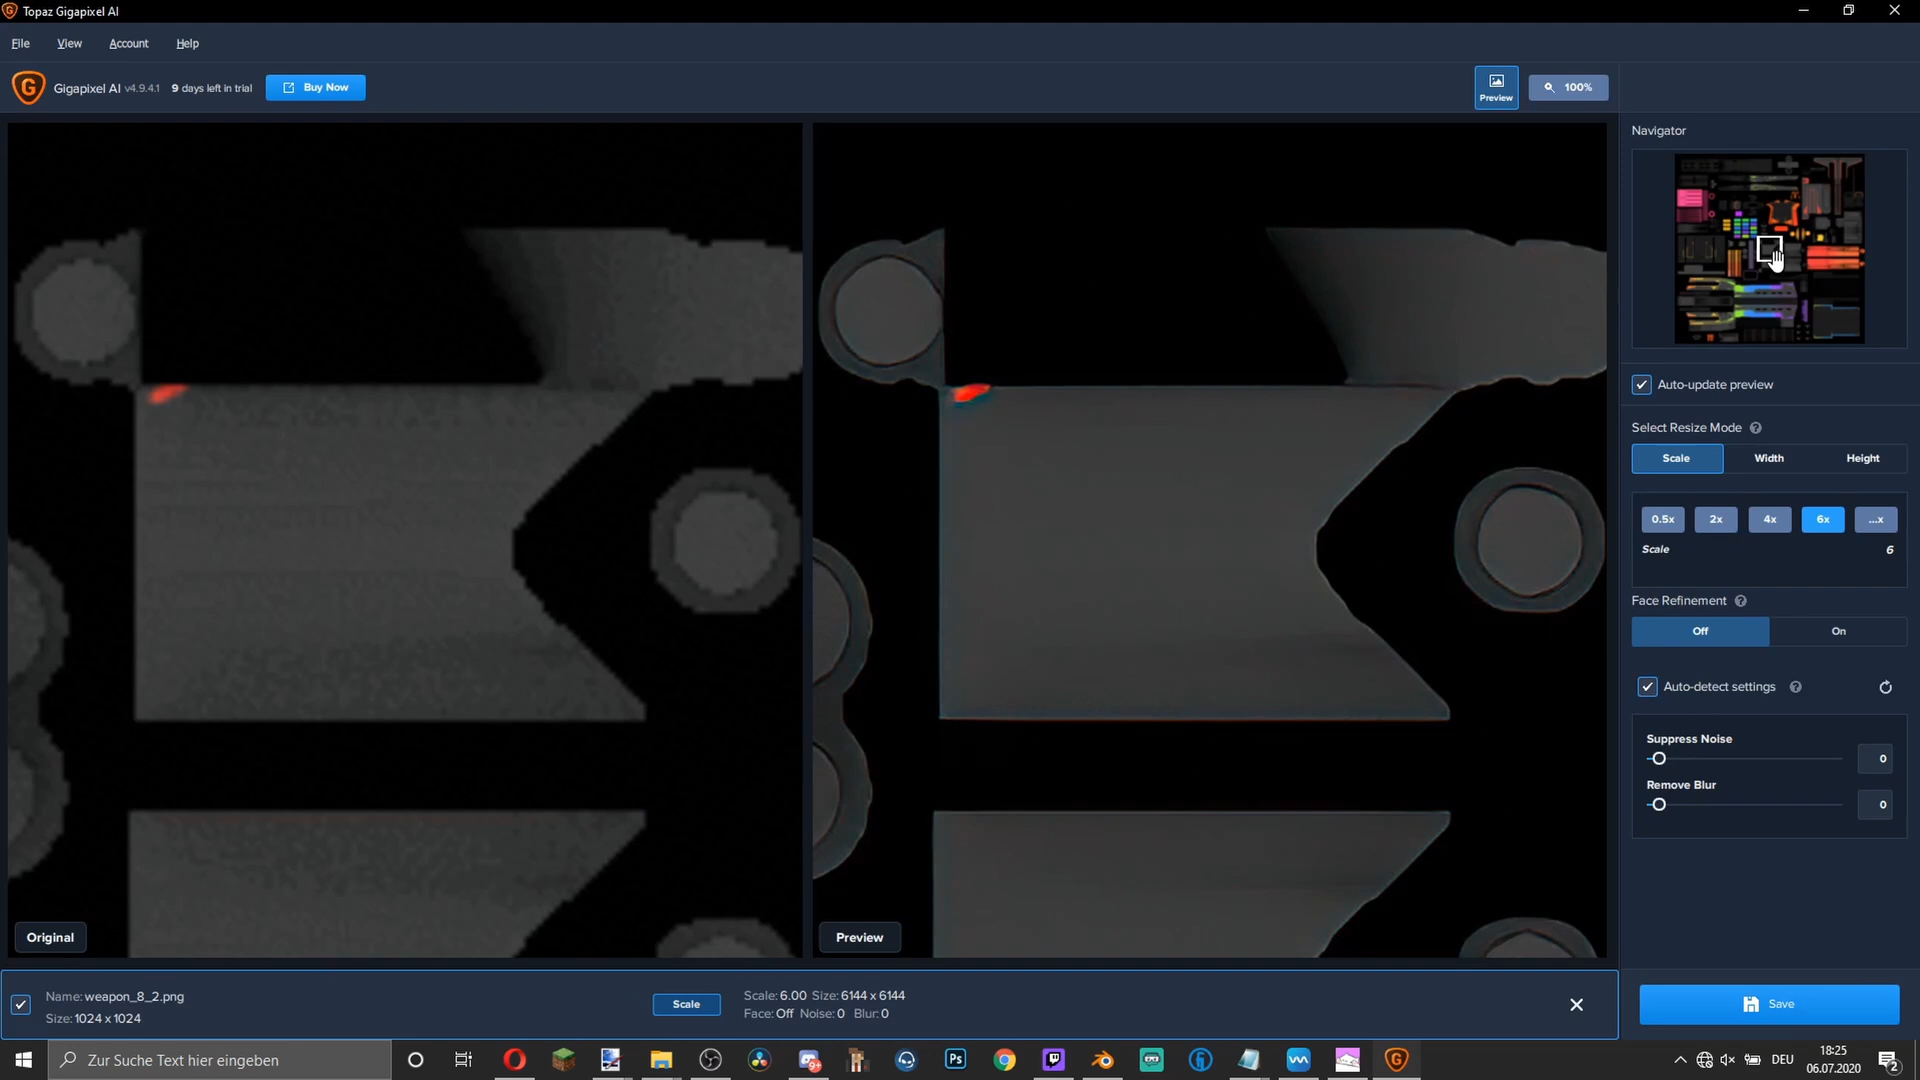 Topaz Gigapixel AI
File View Account Help
Gigapixel AI v4.9.4.1 9 days left in trial Buy Now
Preview
100%
Navigator
Auto-update preview
Select Resize Mode
Scale Width Height
0.5x 2x 4x 6x ...x
Scale 6
Face Refinement
Off On
Auto-detect settings
Suppress Noise
0
Remove Blur
0
Original
Preview
Name: weapon_8_2.png
Size: 1024 x 1024
Scale
Scale: 6.00 Size: 6144 x 6144
Face: Off Noise: 0 Blur: 0
Save
Zur Suche Text hier eingeben
9+
Ps
DEU
18:25
06.07.2020
2